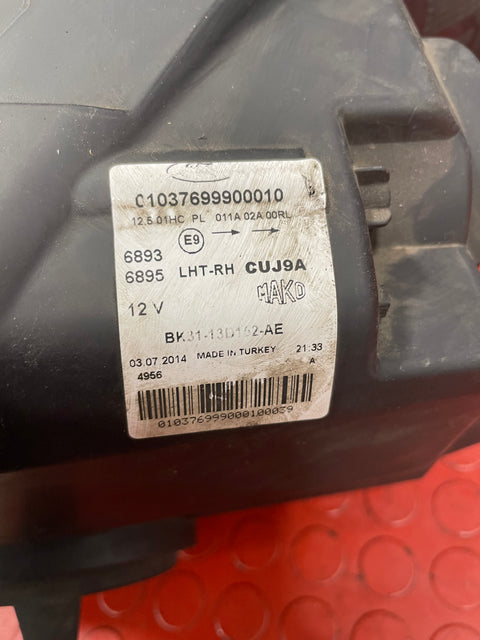 01037699900010
12.5 01HC PL 011A 02A 00RL
E9
6893
6895 LHT-RH CUJ9A
MAKO
12 V
BK31-13D152-AE
03.07.2014 MADE IN TURKEY 21:33
4956 A
010376999000100039